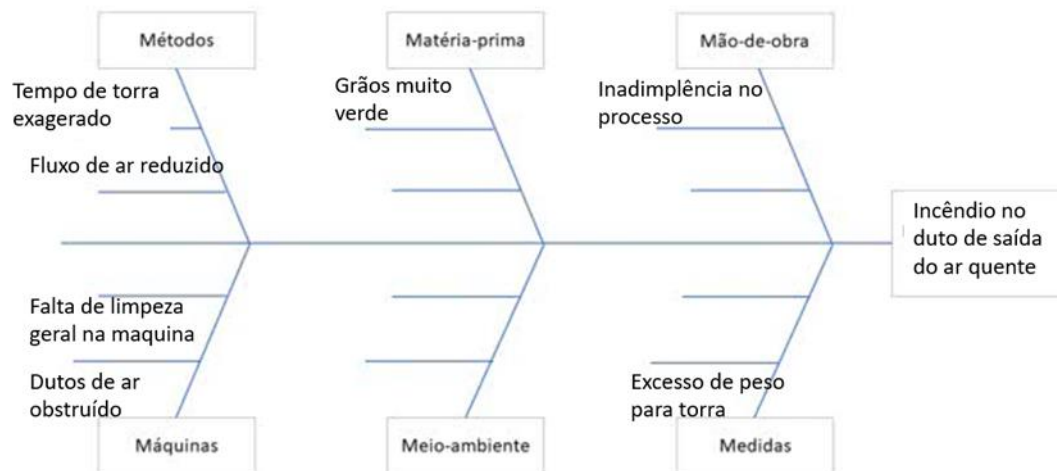 Métodos
Matéria-prima
Mão-de-obra
Tempo de torra
exagerado
Fluxo de ar reduzido
Grãos muito
verde
Inadimplência no
processo
Incêndio no
duto de saída
do ar quente
Falta de limpeza
geral na maquina
Dutos de ar
obstruído
Excesso de peso
para torra
Máquinas
Meio-ambiente
Medidas